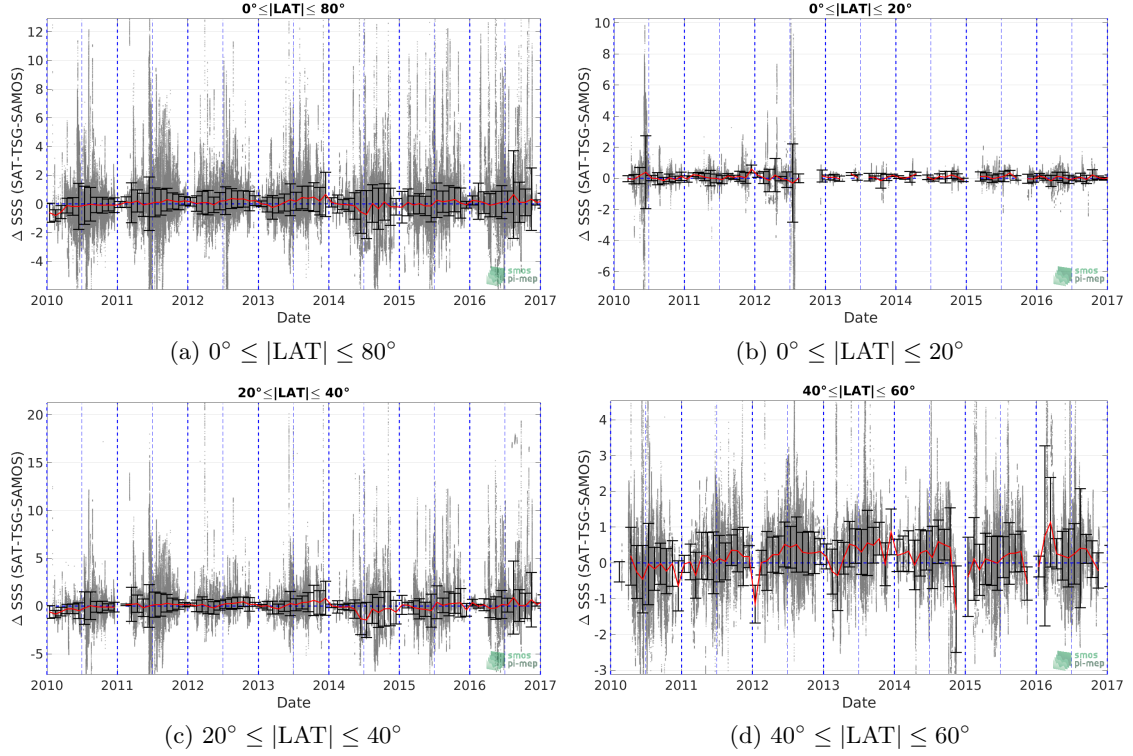 0°≤|LAT|≤ 80°
Δ SSS (SAT-TSG-SAMOS)
12
10
8
6
4
2
0
-2
-4
2010 2011 2012 2013 2014 2015 2016 2017
Date
smos
pi-mep
(a) 0° ≤ |LAT| ≤ 80°
0°≤|LAT|≤ 20°
Δ SSS (SAT-TSG-SAMOS)
10
8
6
4
2
0
-2
-4
-6
2010 2011 2012 2013 2014 2015 2016 2017
Date
smos
pi-mep
(b) 0° ≤ |LAT| ≤ 20°
20°≤|LAT|≤ 40°
Δ SSS (SAT-TSG-SAMOS)
20
15
10
5
0
-5
2010 2011 2012 2013 2014 2015 2016 2017
Date
smos
pi-mep
(c) 20° ≤ |LAT| ≤ 40°
40°≤|LAT|≤ 60°
Δ SSS (SAT-TSG-SAMOS)
4
3
2
1
0
-1
-2
-3
2010 2011 2012 2013 2014 2015 2016 2017
Date
smos
pi-mep
(d) 40° ≤ |LAT| ≤ 60°